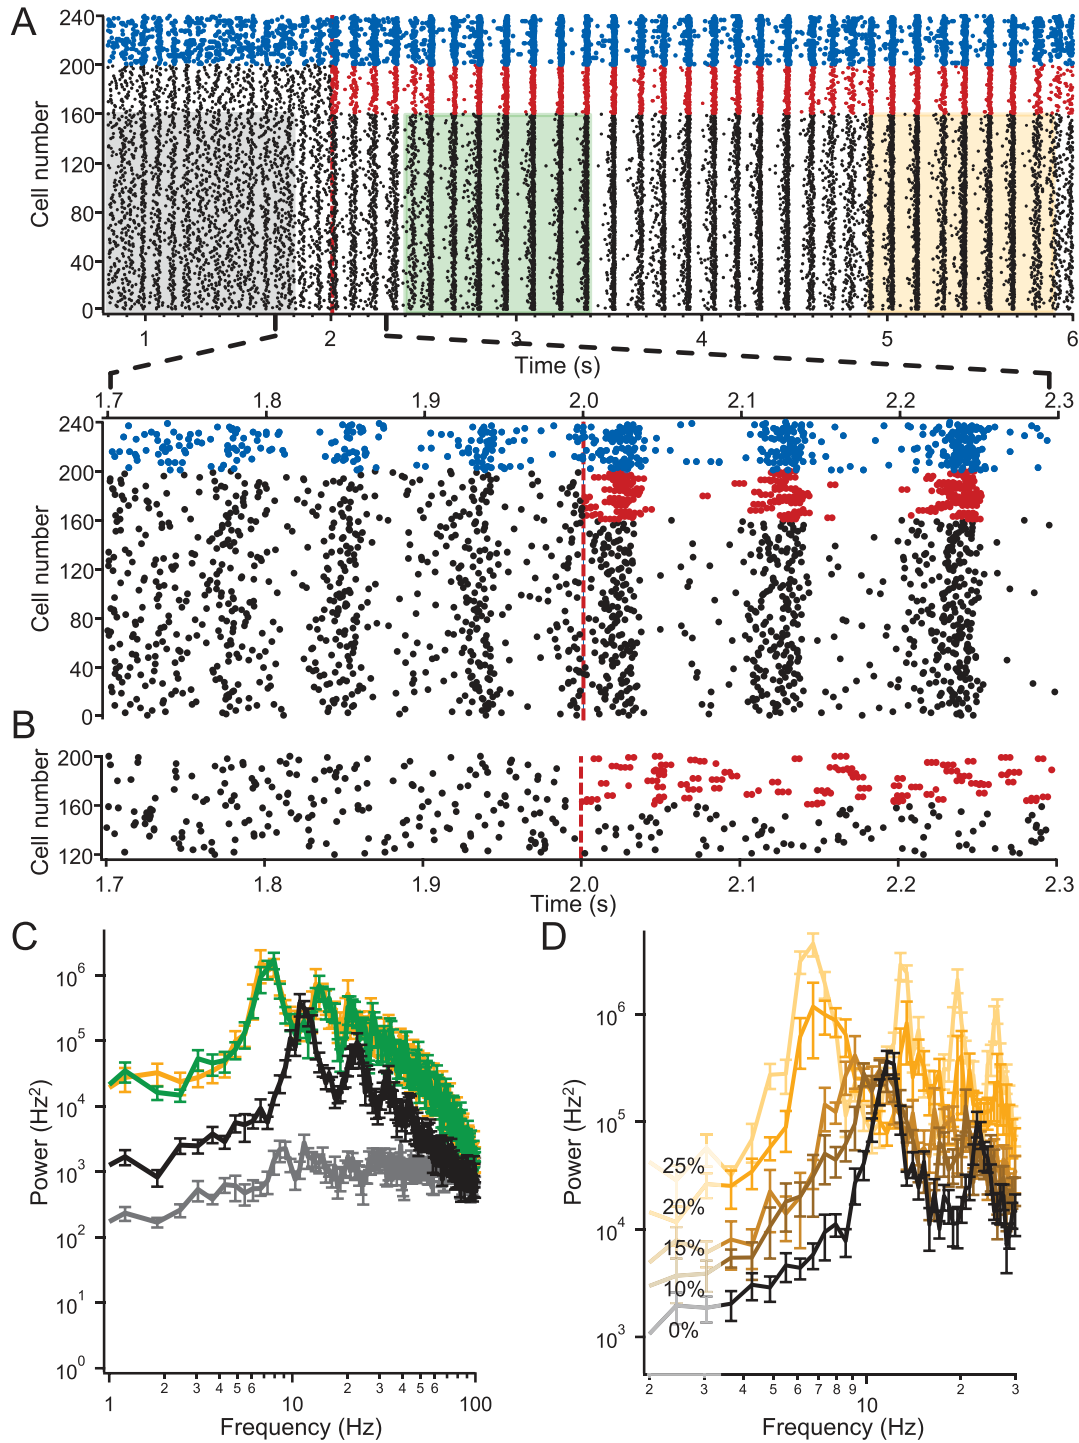 A
240
200
160
120
80
40
0
Cell number
1 2 3 4 5 6
Time (s)
1.7 1.8 1.9 2.0 2.1 2.2 2.3
240
200
160
120
80
40
0
Cell number
B
200
160
120
Cell number
1.7 1.8 1.9 2.0 2.1 2.2 2.3
Time (s)
C
10^6
10^5
10^4
10^3
10^2
10^1
10^0
Power (Hz^2)
1 2 3 4 5 6 10 2 3 4 5 6 100
Frequency (Hz)
D
10^6
10^5
10^4
10^3
Power (Hz^2)
25%
20%
15%
10%
0%
2 3 4 5 6 7 8 9 10 2 3
Frequency (Hz)